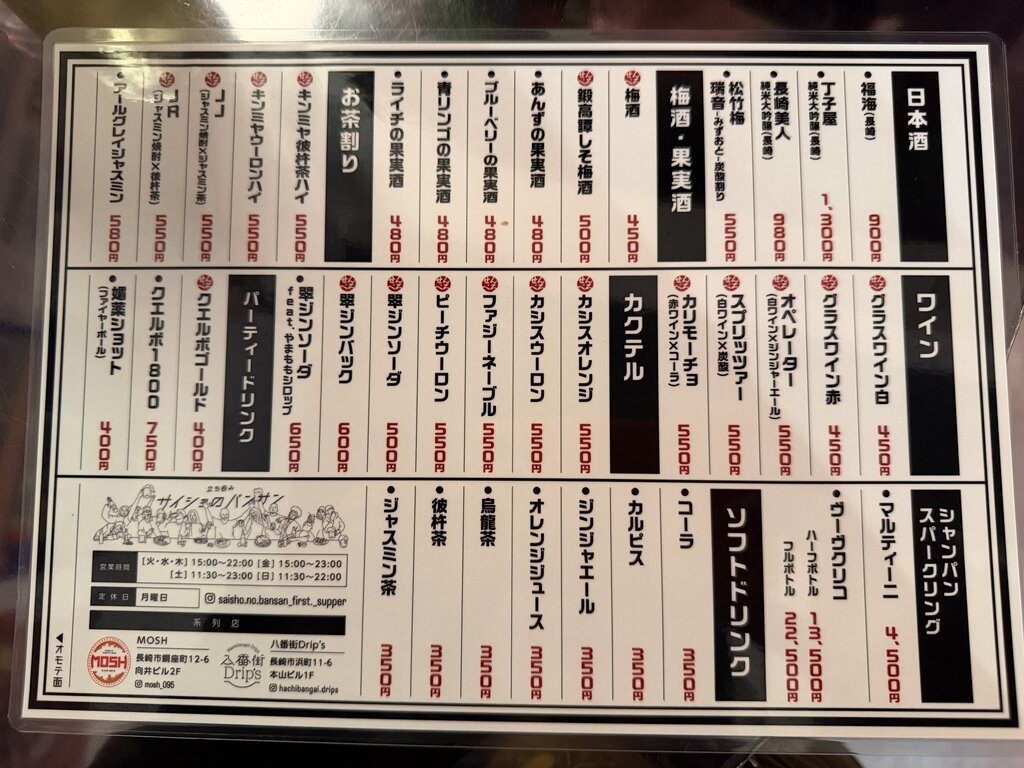 日本酒
・福海(長崎) 900円
・丁子屋
純米大吟醸(長崎) 1,300円
・長崎美人
純米大吟醸(長崎) 980円
・松竹梅
瑞音-みずおと-炭酸割り 550円
梅酒・果実酒
・梅酒 450円
鍛高譚しそ梅酒 500円
・あんずの果実酒 480円
・ブルーベリーの果実酒 480円
・青リンゴの果実酒 480円
・ライチの果実酒 480円
お茶割り
キンミヤ彼杵茶ハイ 550円
キンミヤウーロンハイ 550円
JJ
(ジャスミン焼酎×ジャスミン茶) 550円
JR
(ジャスミン焼酎×彼杵茶) 550円
・アールグレイジャスミン 580円
ワイン
グラスワイン白 450円
グラスワイン赤 450円
オペレーター
(白ワイン×ジンジャーエール) 550円
スプリッツァー
(白ワイン×炭酸) 550円
カリモーチョ
(赤ワイン×コーラ) 550円
カクテル
カシスオレンジ 550円
カシスウーロン 550円
ファジーネーブル 550円
ピーチウーロン 550円
翠ジンソーダ 500円
翠ジンバック 600円
・翠ジンソーダ
feat.やまももシロップ 650円
パーティードリンク
クエルボゴールド 400円
・クエルボ1800 750円
・媚薬ショット
(ファイヤーボール) 400円
シャンパン
スパークリング
・マルティーニ 4,500円
・ヴーヴクリコ
ハーフボトル 13,500円
フルボトル 22,500円
ソフトドリンク
・コーラ 350円
・カルピス 350円
・ジンジャエール 350円
・オレンジジュース 350円
・烏龍茶 350円
・彼杵茶 350円
・ジャスミン茶 350円
立ち呑み
サイショのバンサン
営業時間
[火・水・木] 15:00〜22:00 [金] 15:00〜23:00
[土] 11:30〜23:00 [日] 11:30〜22:00
定休日 月曜日
saisho.no.bansan_first._supper
系列店
MOSH
MOSH
長崎市銅座町12-6
向井ビル2F
mosh_095
八番街
Drip's
八番街Drip's
長崎市浜町11-6
本山ビル1F
hachibangai.drips
◀オモテ面